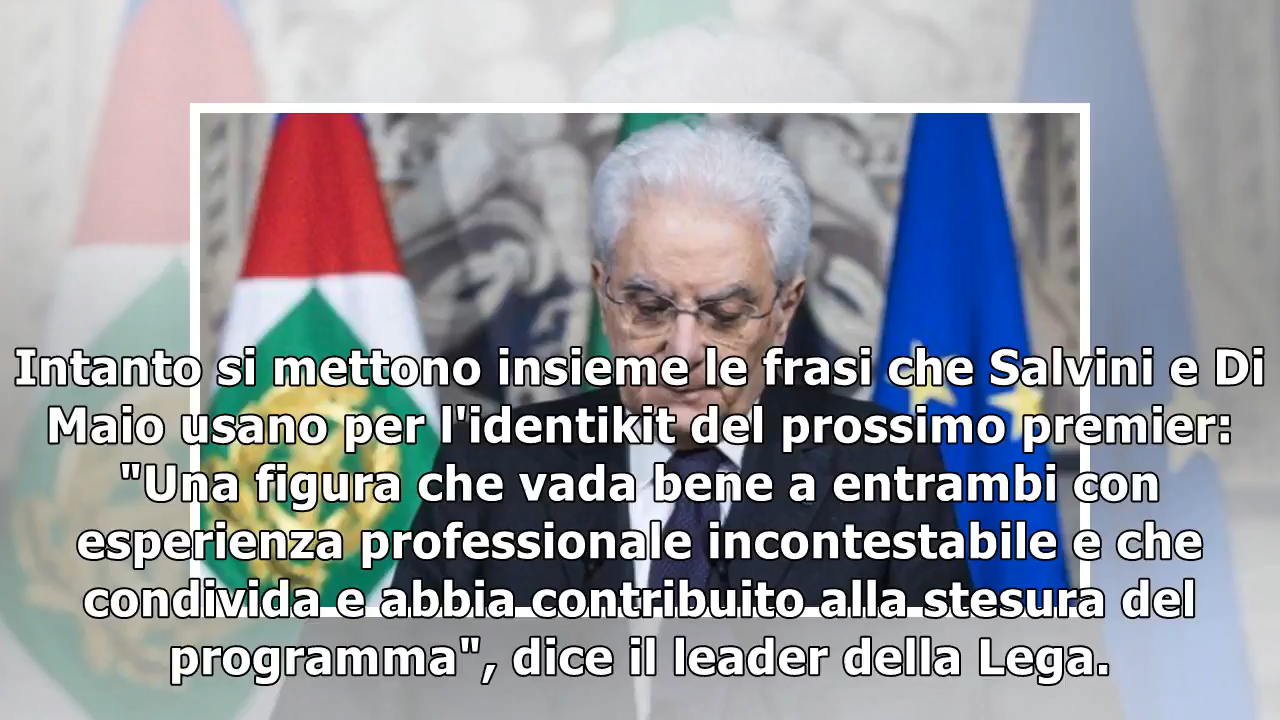 Intanto si mettono insieme le frasi che Salvini e Di
Maio usano per l'identikit del prossimo premier:
"Una figura che vada bene a entrambi con
esperienza professionale incontestabile e che
condivida e abbia contribuito alla stesura del
programma", dice il leader della Lega.